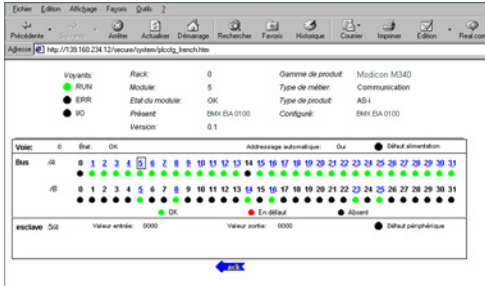 Fichier Edition Affichage Favoris Outils ?
Précédente Suivante Arrêter Actualiser Démarrage Rechercher Favoris Historique Courrier Imprimer Edition Real.com
Adresse http://139.160.234.12/secure/system/plccfg_french.htm
Voyants: Rack: 0 Gamme de produit: Modicon M340
RUN Module: 5 Type de métier: Communication
ERR Etat du module: OK Type de produit: AS-i
I/O Présent: BMX EIA 0100 Configuré: BMX EIA 0100
Version: 0.1
Voie: 0 État: OK Addressage automatique: Oui Défaut alimentation
Bus /A 0 1 2 3 4 5 6 7 8 9 10 11 12 13 14 15 16 17 18 19 20 21 22 23 24 25 26 27 28 29 30 31
/B 0 1 2 3 4 5 6 7 8 9 10 11 12 13 14 15 16 17 18 19 20 21 22 23 24 25 26 27 28 29 30 31
OK En défaut Absent
esclave 5/A Valeur entrée: 0000 Valeur sortie: 0000 Défaut périphérique